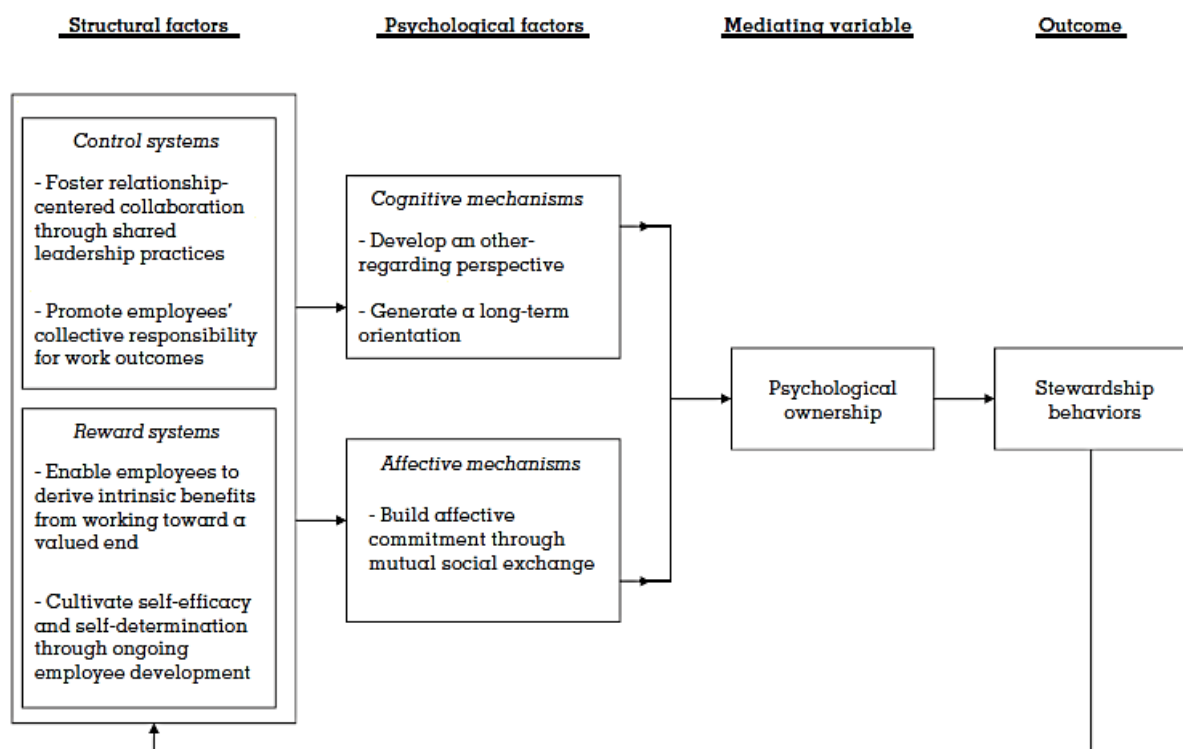 Structural factors
Psychological factors
Mediating variable
Outcome
Control systems
- Foster relationship-
centered collaboration
through shared
leadership practices
- Promote employees’
collective responsibility
for work outcomes
Reward systems
- Enable employees to
derive intrinsic benefits
from working toward a
valued end
- Cultivate self-efficacy
and self-determination
through ongoing
employee development
Cognitive mechanisms
- Develop an other-
regarding perspective
- Generate a long-term
orientation
Affective mechanisms
- Build affective
commitment through
mutual social exchange
Psychological
ownership
Stewardship
behaviors